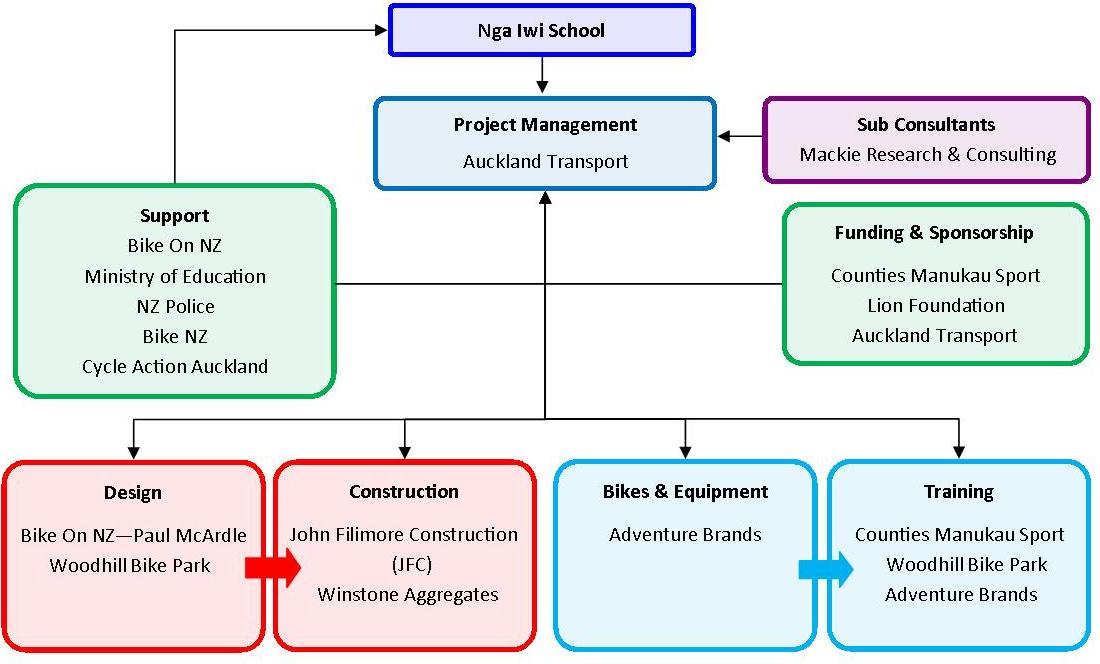 Nga Iwi School
Project Management
Auckland Transport
Sub Consultants
Mackie Research & Consulting
Support
Bike On NZ
Ministry of Education
NZ Police
Bike NZ
Cycle Action Auckland
Funding & Sponsorship
Counties Manukau Sport
Lion Foundation
Auckland Transport
Design
Bike On NZ—Paul McArdle
Woodhill Bike Park
Construction
John Filimore Construction
(JFC)
Winstone Aggregates
Bikes & Equipment
Adventure Brands
Training
Counties Manukau Sport
Woodhill Bike Park
Adventure Brands